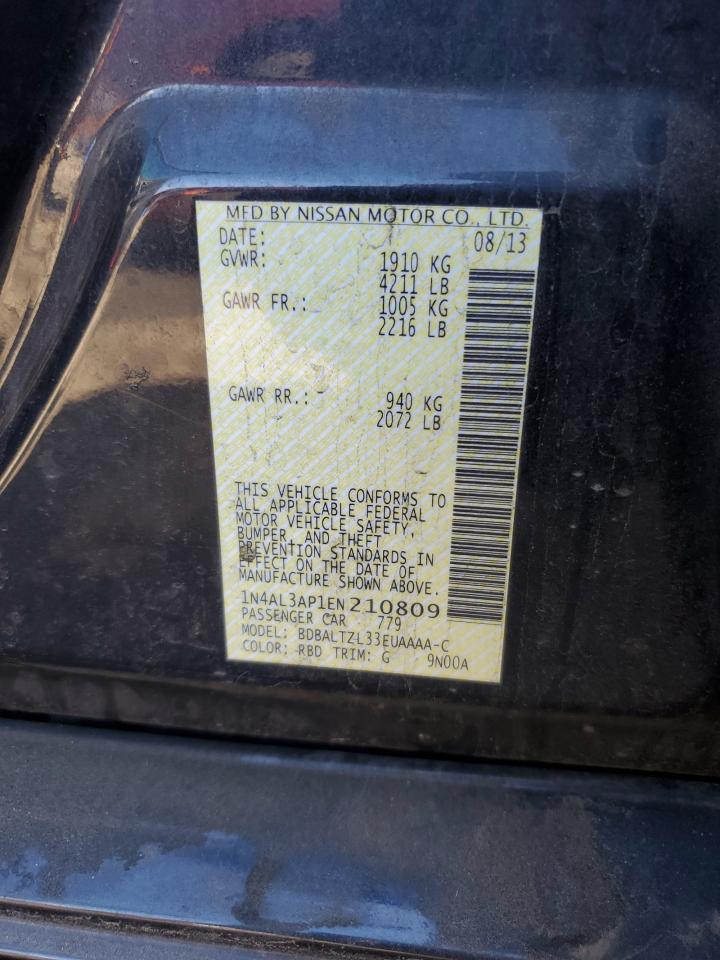 MFD BY NISSAN MOTOR CO., LTD.
DATE: 08/13
GVWR: 1910 KG
4211 LB
GAWR FR.: 1005 KG
2216 LB
GAWR RR.: 940 KG
2072 LB
THIS VEHICLE CONFORMS TO
ALL APPLICABLE FEDERAL
MOTOR VEHICLE SAFETY,
BUMPER, AND THEFT
PREVENTION STANDARDS IN
EFFECT ON THE DATE OF
MANUFACTURE SHOWN ABOVE.
1N4AL3AP1EN210809
PASSENGER CAR 779
MODEL: BDBALTZL33EUAAAA-C
COLOR: RBD TRIM: G 9N00A